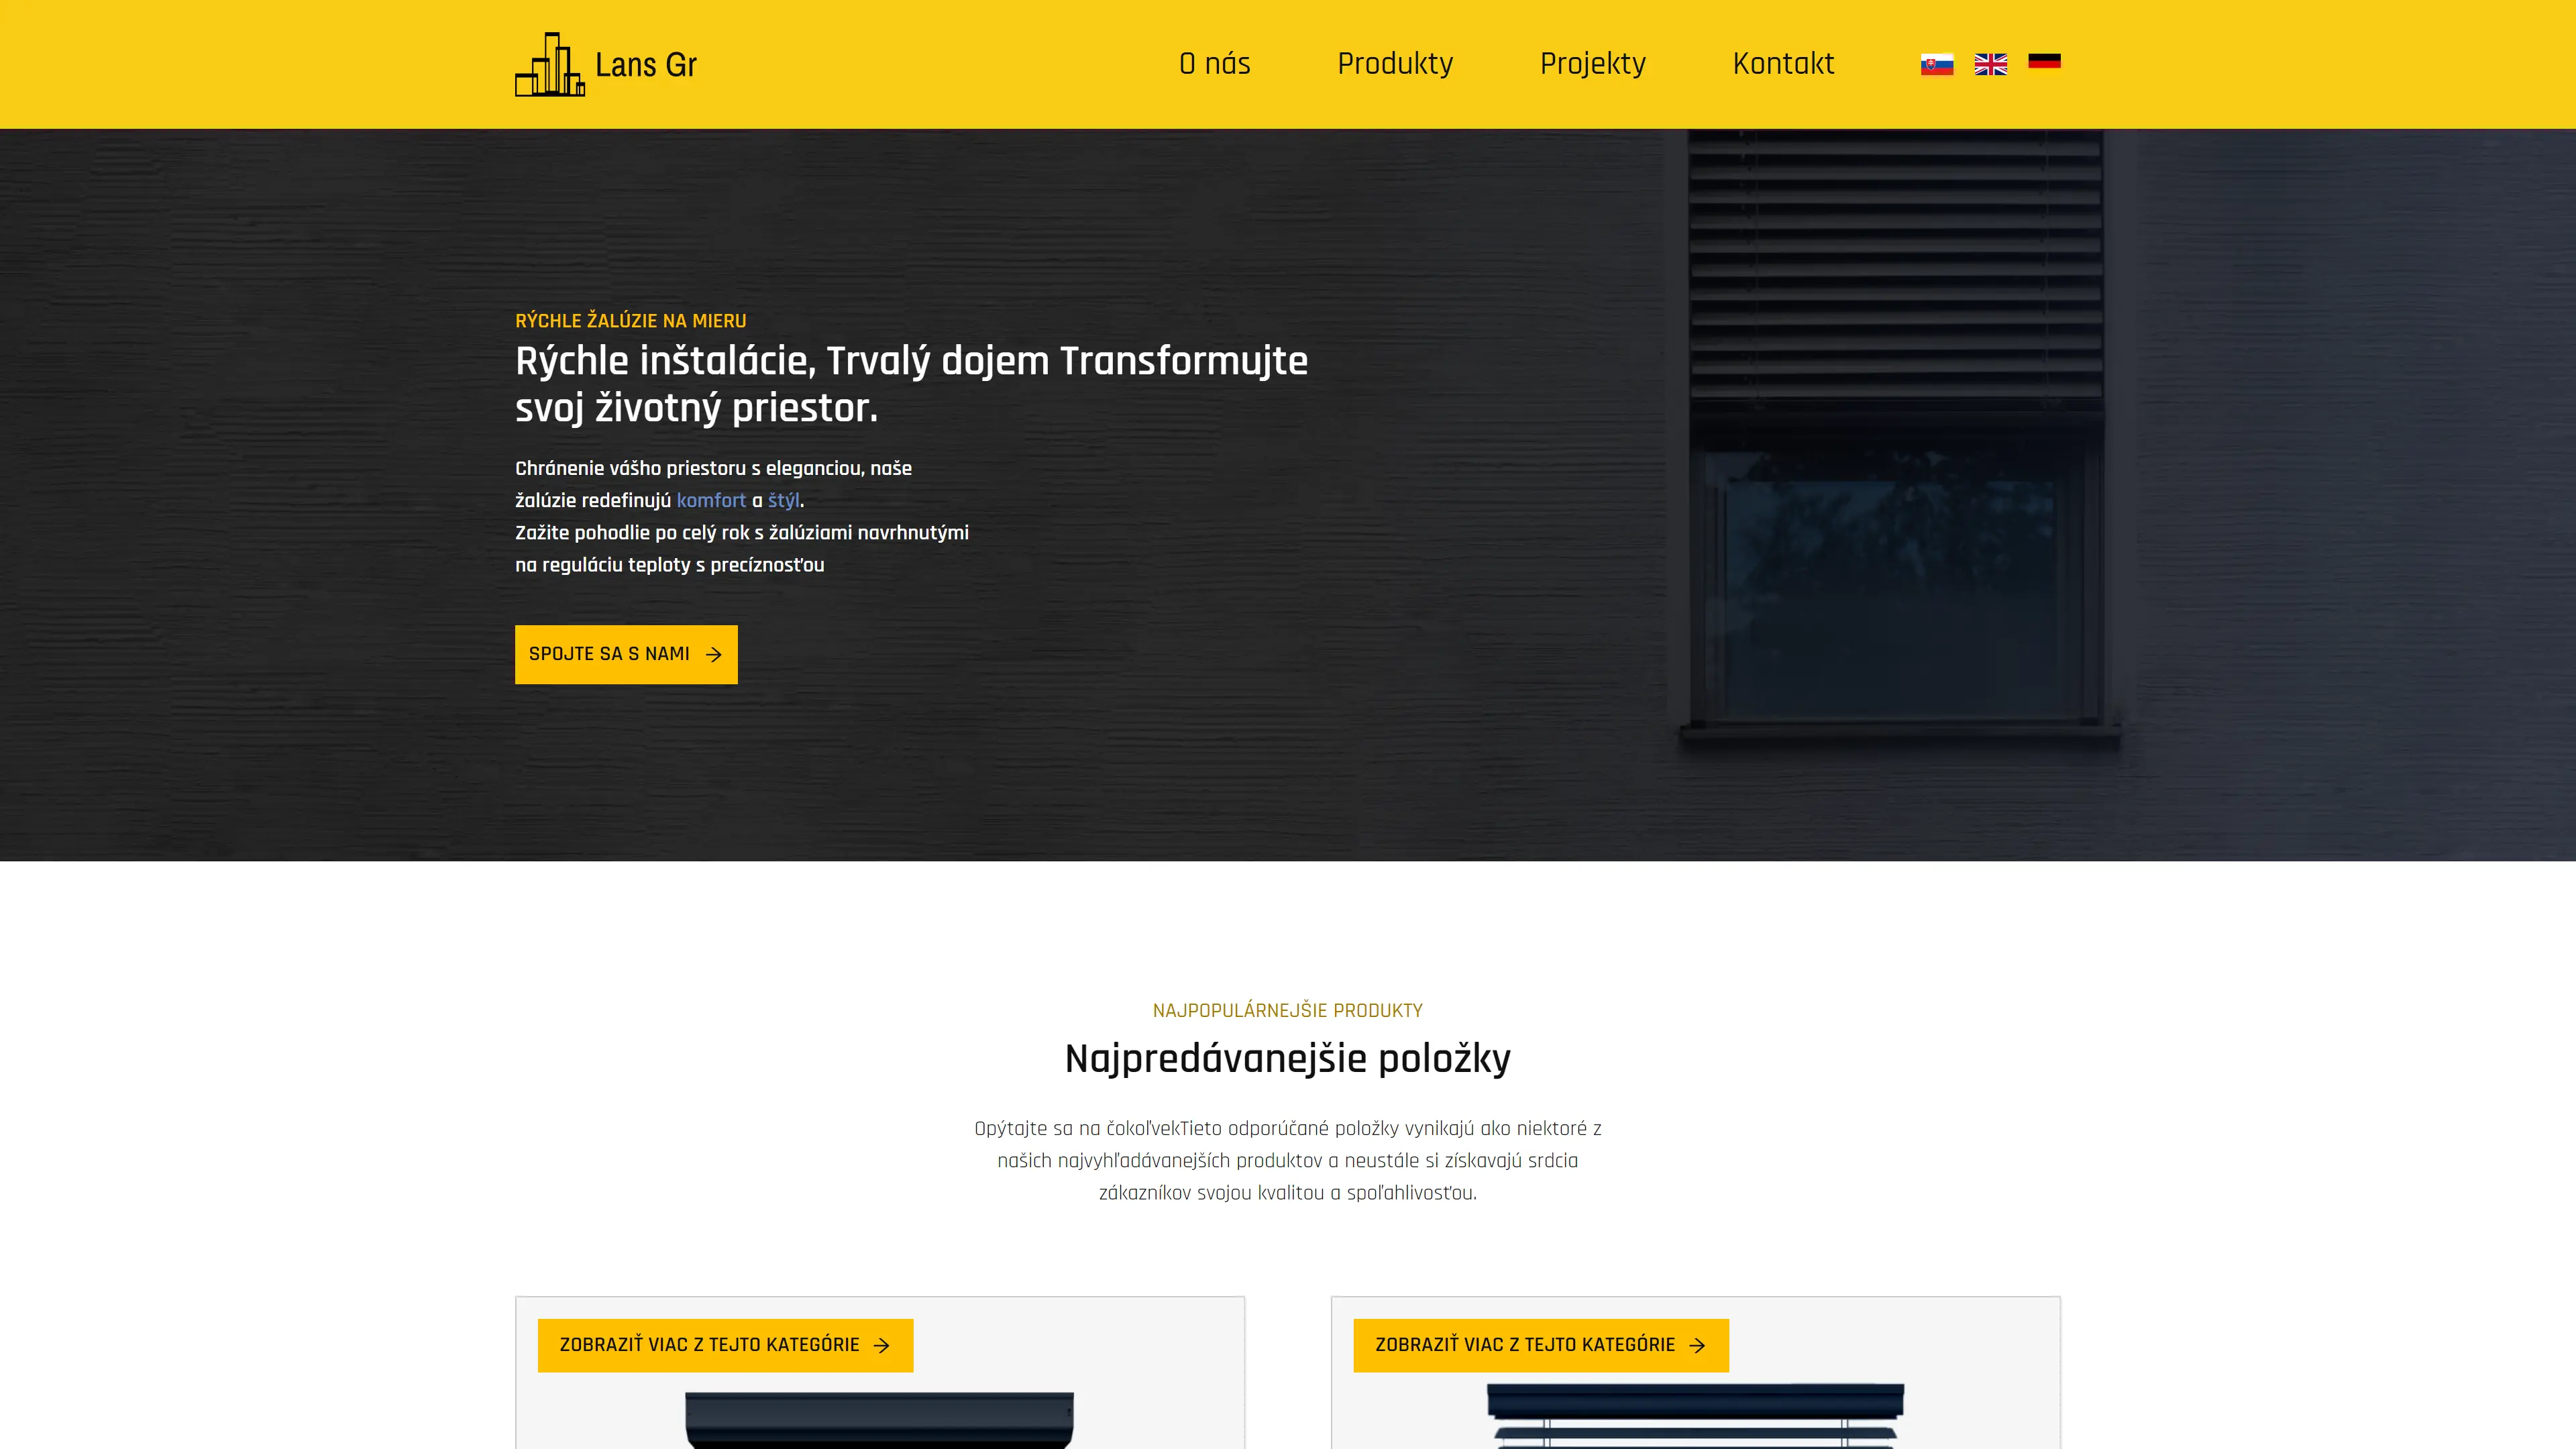 Lans Gr
O nás
Produkty
Projekty
Kontakt
RÝCHLE ŽALÚZIE NA MIERU
Rýchle inštalácie, Trvalý dojem Transformujte
svoj životný priestor.
Chránenie vášho priestoru s eleganciou, naše
žalúzie redefinujú komfort a štýl.
Zažite pohodlie po celý rok s žalúziami navrhnutými
na reguláciu teploty s precíznosťou
SPOJTE SA S NAMI
NAJPOPULÁRNEJŠIE PRODUKTY
Najpredávanejšie položky
Opýtajte sa na čokoľvekTieto odporúčané položky vynikajú ako niektoré z
našich najvyhľadávanejších produktov a neustále si získavajú srdcia
zákazníkov svojou kvalitou a spoľahlivosťou.
ZOBRAZIŤ VIAC Z TEJTO KATEGÓRIE
ZOBRAZIŤ VIAC Z TEJTO KATEGÓRIE